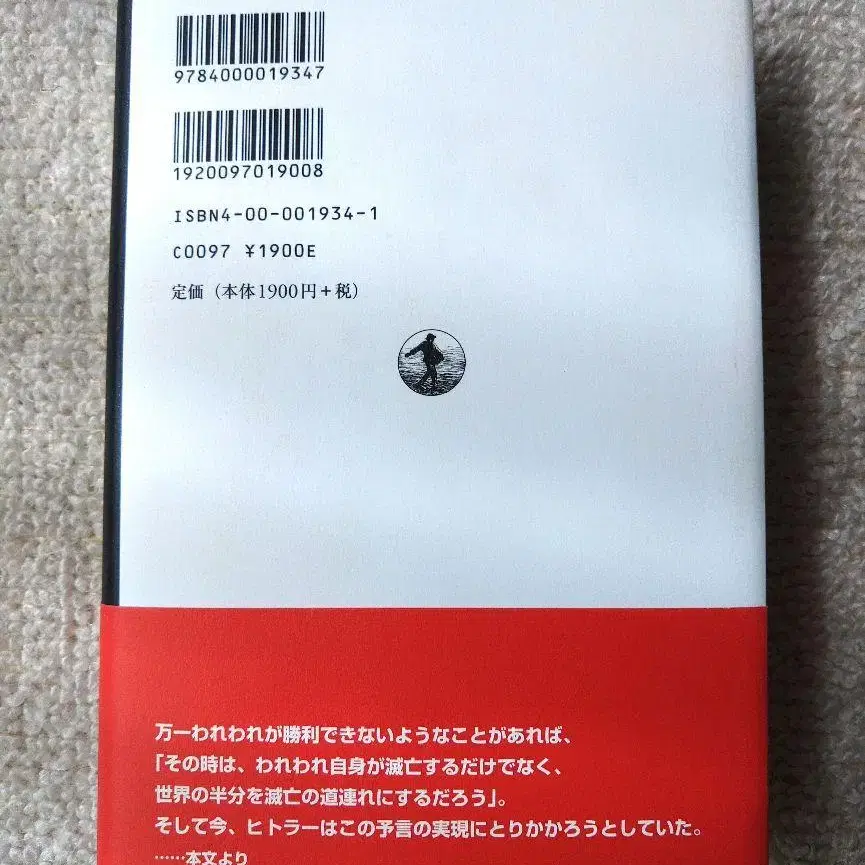 9784000019347
1920097019008
ISBN4-00-001934-1
C0097 ¥1900E
定価（本体1900円+税）
万一われわれが勝利できないようなことがあれば、
「その時は、われわれ自身が滅亡するだけでなく、
世界の半分を滅亡の道連れにするだろう」。
そして今、ヒトラーはこの予言の実現にとりかかろうとしていた。
……本文より